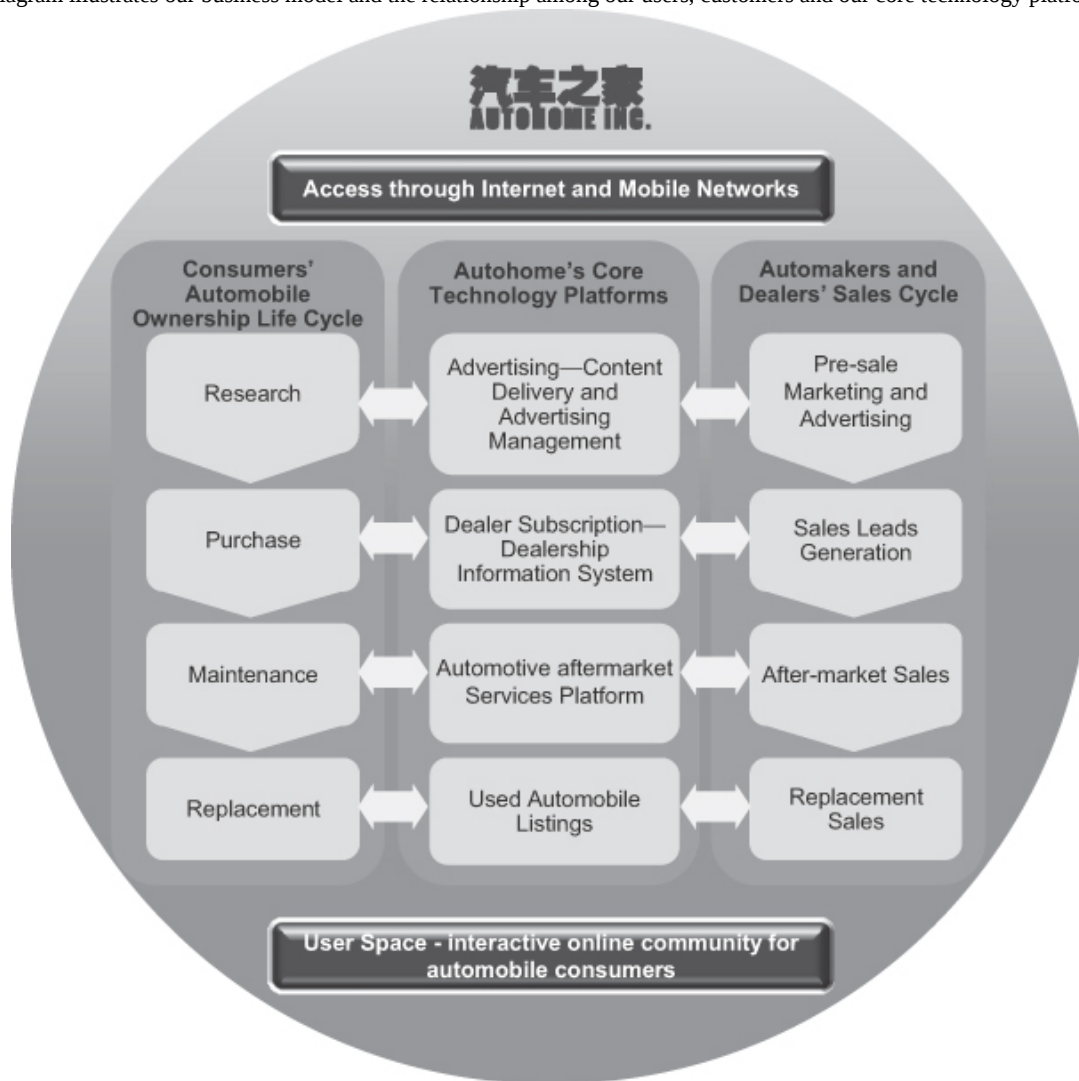 diagram illustrates our business model and the relationship among our users, customers and our core technology
汽车之家
AUTOHOME INC.
Access through Internet and Mobile Networks
Consumers'
Automobile
Ownership Life Cycle
Autohome's Core
Technology Platforms
Automakers and
Dealers' Sales Cycle
Research
Advertising—Content
Delivery and
Advertising
Management
Pre-sale
Marketing and
Advertising
Purchase
Dealer Subscription—
Dealership
Information System
Sales Leads
Generation
Maintenance
Automotive aftermarket
Services Platform
After-market Sales
Replacement
Used Automobile
Listings
Replacement
Sales
User Space - interactive online community for
automobile consumers